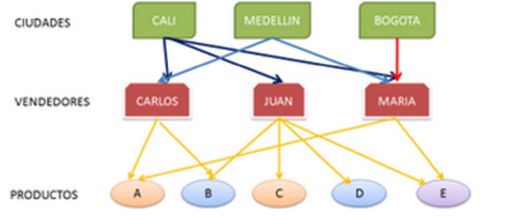 CIUDADES CALI MEDELLIN BOGOTA
VENDEDORES CARLOS JUAN MARIA
PRODUCTOS A B C D E